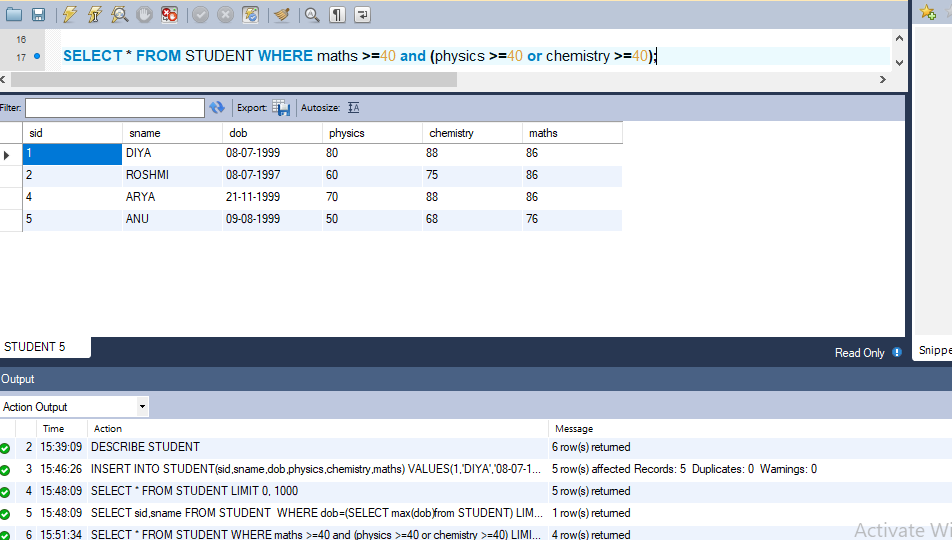 16
17 SELECT * FROM STUDENT WHERE maths >=40 and (physics >=40 or chemistry >=40);
Filter: Export: Autosize:
sid sname dob physics chemistry maths
1 DIYA 08-07-1999 80 88 86
2 ROSHMI 08-07-1997 60 75 86
4 ARYA 21-11-1999 70 88 86
5 ANU 09-08-1999 50 68 76
STUDENT 5
Read Only
Snippe
Output
Action Output
Time Action Message
2 15:39:09 DESCRIBE STUDENT 6 row(s) returned
3 15:46:26 INSERT INTO STUDENT(sid,sname,dob,physics,chemistry,maths) VALUES(1,'DIYA','08-07-1... 5 row(s) affected Records: 5 Duplicates: 0 Warnings: 0
4 15:48:09 SELECT * FROM STUDENT LIMIT 0, 1000 5 row(s) returned
5 15:48:09 SELECT sid,sname FROM STUDENT WHERE dob=(SELECT max(dob)from STUDENT) LIM... 1 row(s) returned
6 15:51:34 SELECT * FROM STUDENT WHERE maths >=40 and (physics >=40 or chemistry >=40) LIMI... 4 row(s) returned
Activate Wi